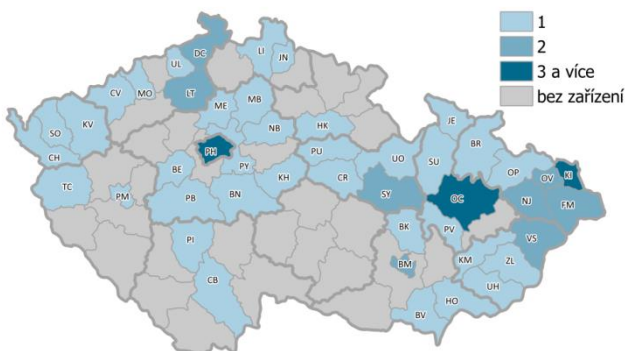 1
2
3 a více
bez zařízení
DC
LI
JN
UL
CV
MO
LT
ME
MB
SO
KV
NB
HK
JE
BR
CH
PH
PU
UO
SU
OP
OV
KI
TC
BE
PY
PM
KH
CR
SY
OC
NJ
FM
PB
BN
PI
BK
PV
VS
CB
BM
KM
ZL
UH
BV
HO